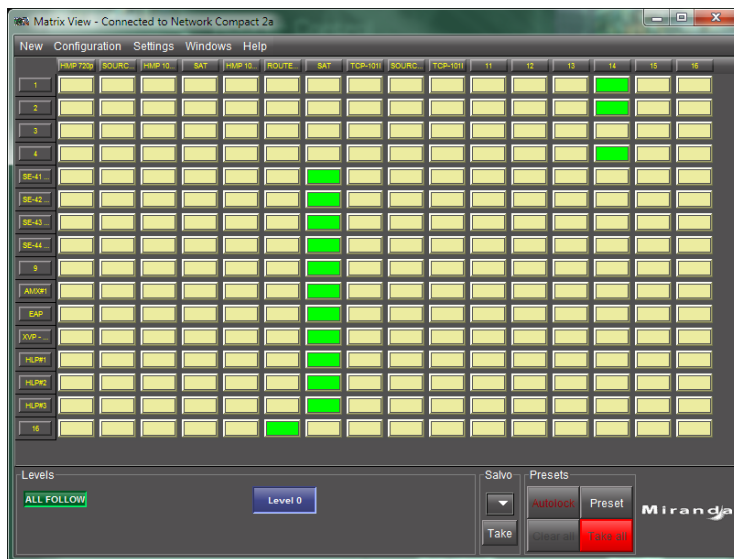 Matrix View - Connected to Network Compact 2a
New Configuration Settings Windows Help
HMP 720p SOURC... HMP 10... SAT HMP 10... ROUTE... SAT TCP-101I SOURC... TCP-101I 11 12 13 14 15 16
1
2
3
4
SE-41 ...
SE-42 ...
SE-43 ...
SE-44 ...
9
AMX#1
EAP
XVP - ...
HLP#1
HLP#2
HLP#3
16
Levels Salvo Presets
ALL FOLLOW Level 0 Autolock Preset
Miranda
Take Clear all Take all